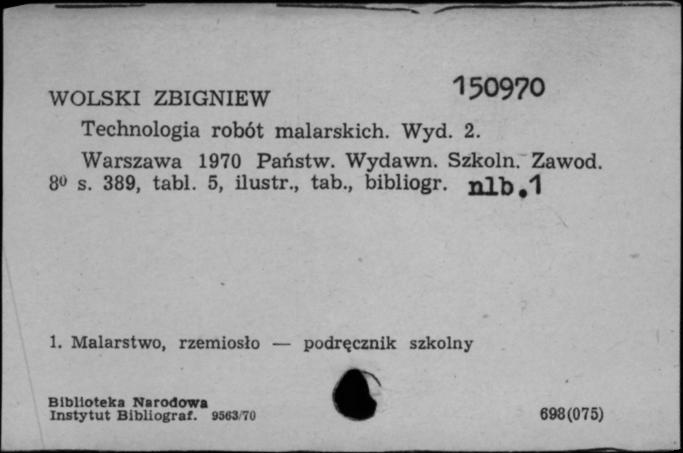 150970
WOLSKI ZBIGNIEW
Technologia robót malarskich. Wyd. 2.
Warszawa 1970 Państw. Wydawn. Szkoln. Zawod.
8⁰ s. 389, tabl. 5, ilustr., tab., bibliogr. nlb.1
1. Malarstwo, rzemiosło — podręcznik szkolny
Biblioteka Narodowa
Instytut Bibliograf. 9563/70 698(075)